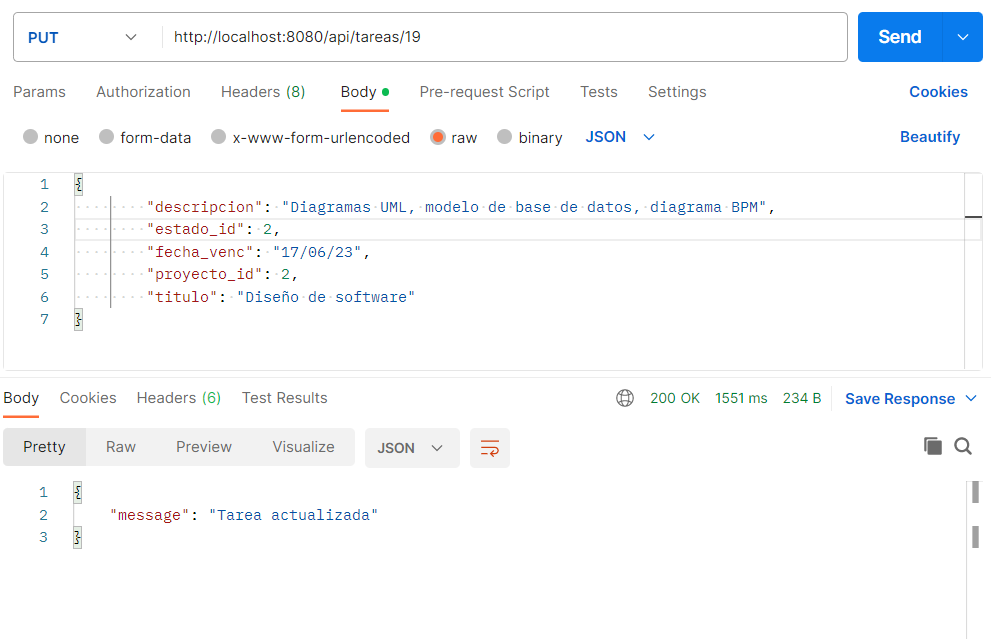 PUT http://localhost:8080/api/tareas/19 Send
Params Authorization Headers (8) Body Pre-request Script Tests Settings Cookies
none form-data x-www-form-urlencoded raw binary JSON Beautify
1 {
2 "descripcion": "Diagramas UML, modelo de base de datos, diagrama BPM",
3 "estado_id": 2,
4 "fecha_venc": "17/06/23",
5 "proyecto_id": 2,
6 "titulo": "Diseño de software"
7 }
Body Cookies Headers (6) Test Results 200 OK 1551 ms 234 B Save Response
Pretty Raw Preview Visualize JSON
1 {
2 "message": "Tarea actualizada"
3 }